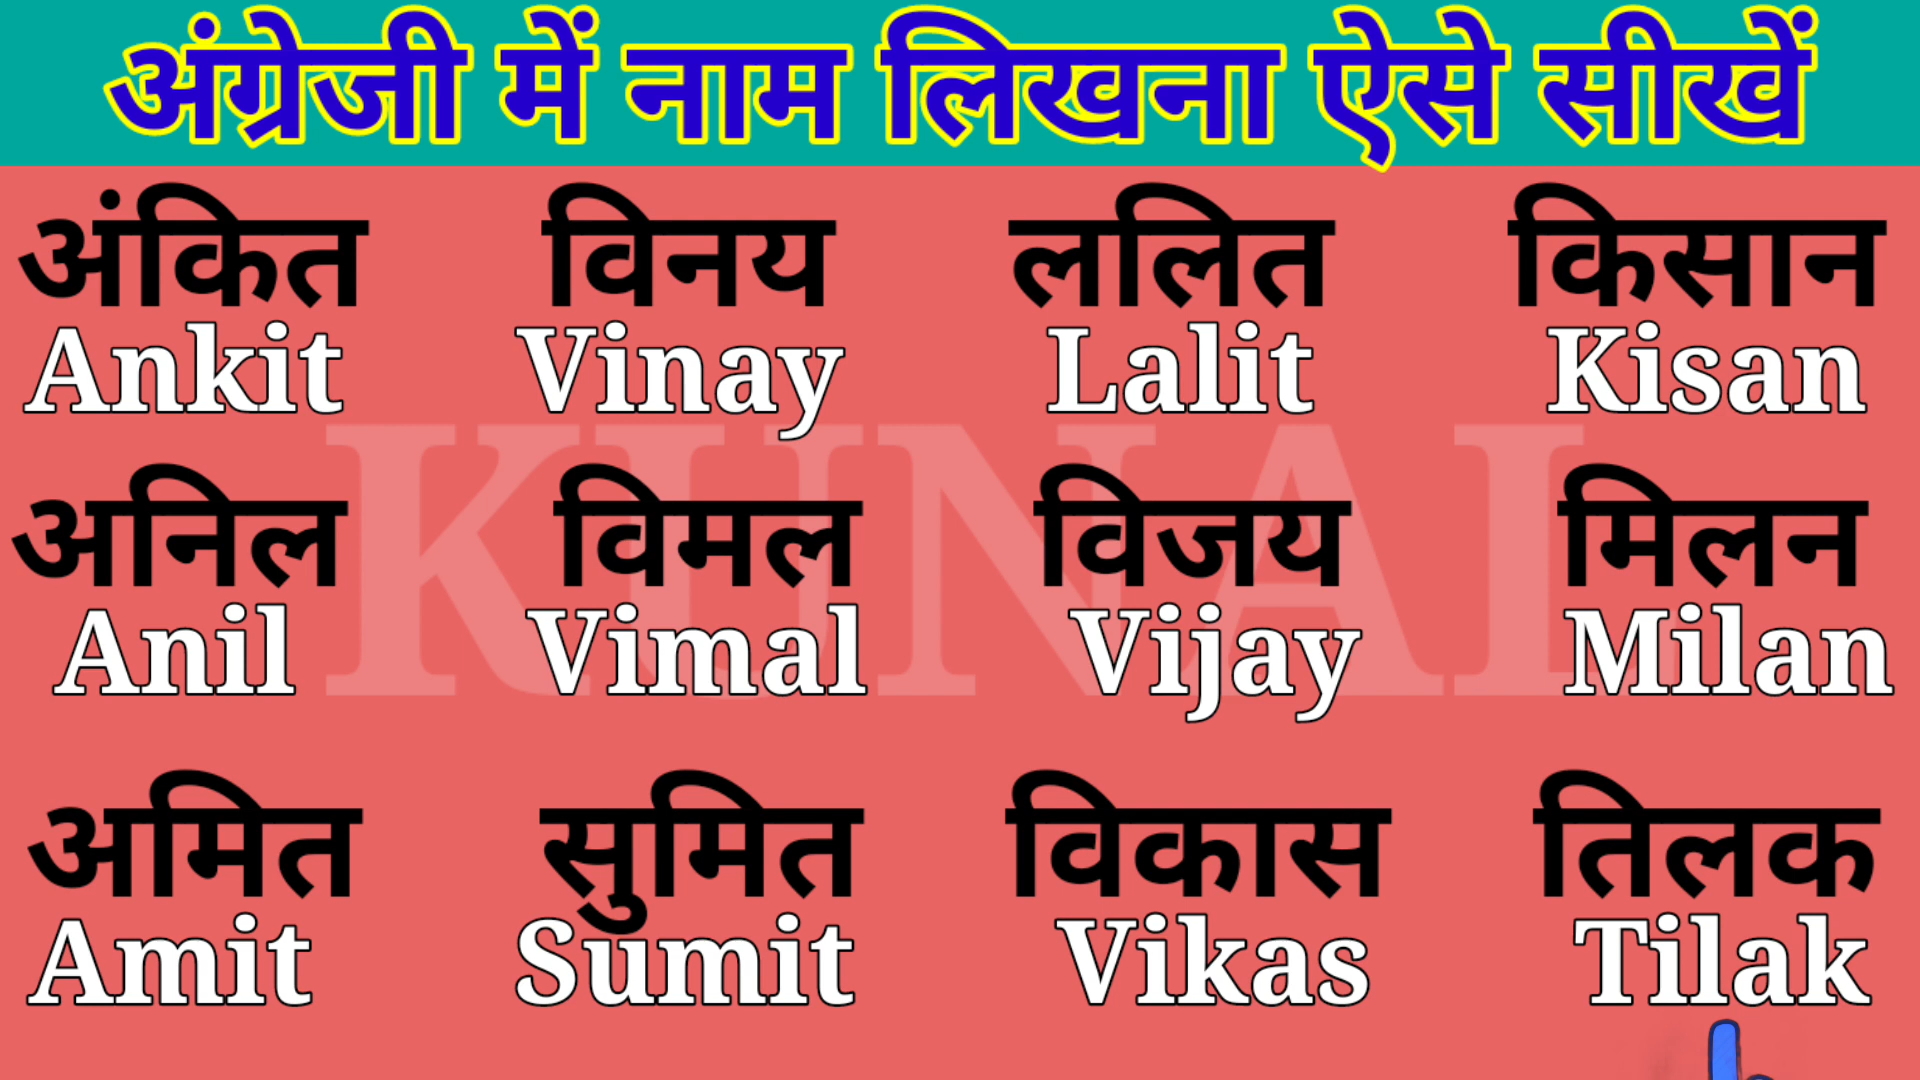 अंग्रेजी में नाम लिखना ऐसे सीखें
अंकित विनय ललित किसान
Ankit Vinay Lalit Kisan
KUNAL
अनिल विमल विजय मिलन
Anil Vimal Vijay Milan
अमित सुमित विकास तिलक
Amit Sumit Vikas Tilak